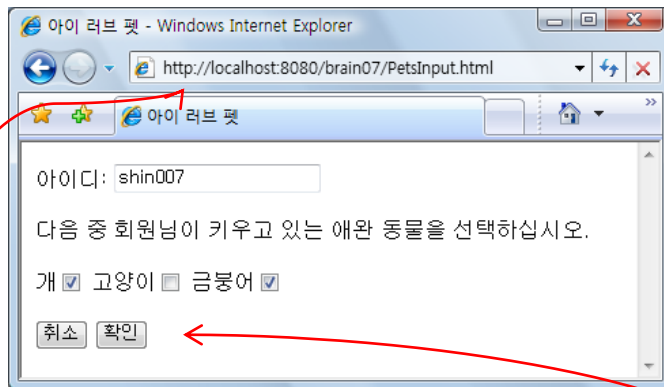 아이 러브 펫 - Windows Internet Explorer
http://localhost:8080/brain07/PetsInput.html
아이 러브 펫
아이디: shin007
다음 중 회원님이 키우고 있는 애완 동물을 선택하십시오.
개 고양이 금붕어
취소 확인